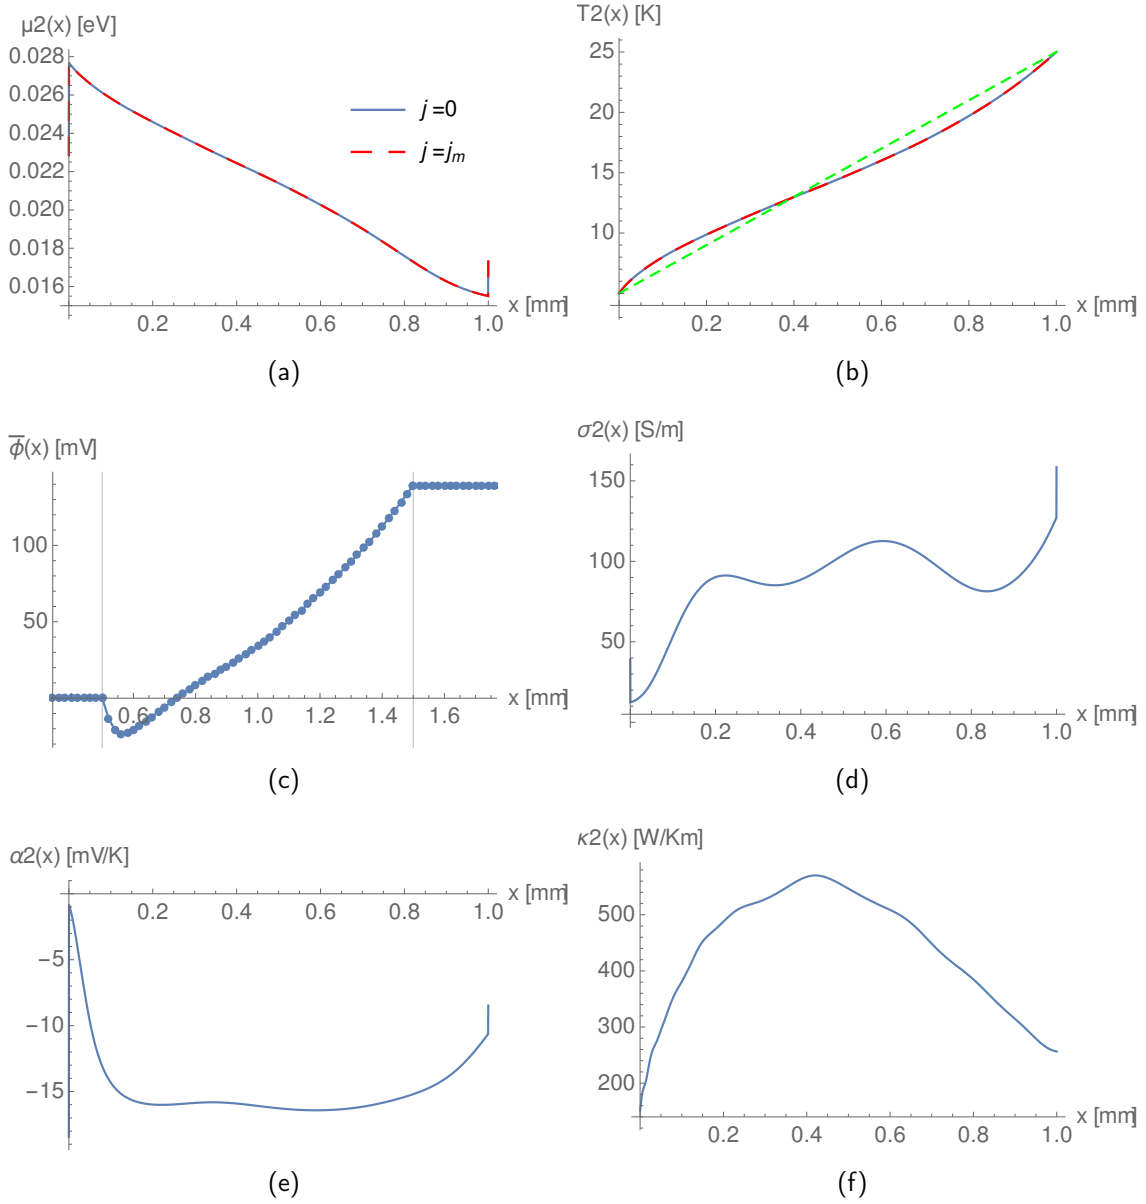 μ2(x) [eV]
0.028
0.026
0.024
0.022
0.020
0.018
0.016
0.2 0.4 0.6 0.8 1.0
x [mm]
j=0
j=jm
(a)
T2(x) [K]
25
20
15
10
0.2 0.4 0.6 0.8 1.0
x [mm]
(b)
ϕ̅(x) [mV]
100
50
0.6 0.8 1.0 1.2 1.4 1.6
x [mm]
(c)
σ2(x) [S/m]
150
100
50
0.2 0.4 0.6 0.8 1.0
x [mm]
(d)
α2(x) [mV/K]
0.2 0.4 0.6 0.8 1.0
x [mm]
−5
−10
−15
(e)
κ2(x) [W/Km]
500
400
300
200
0.2 0.4 0.6 0.8 1.0
x [mm]
(f)